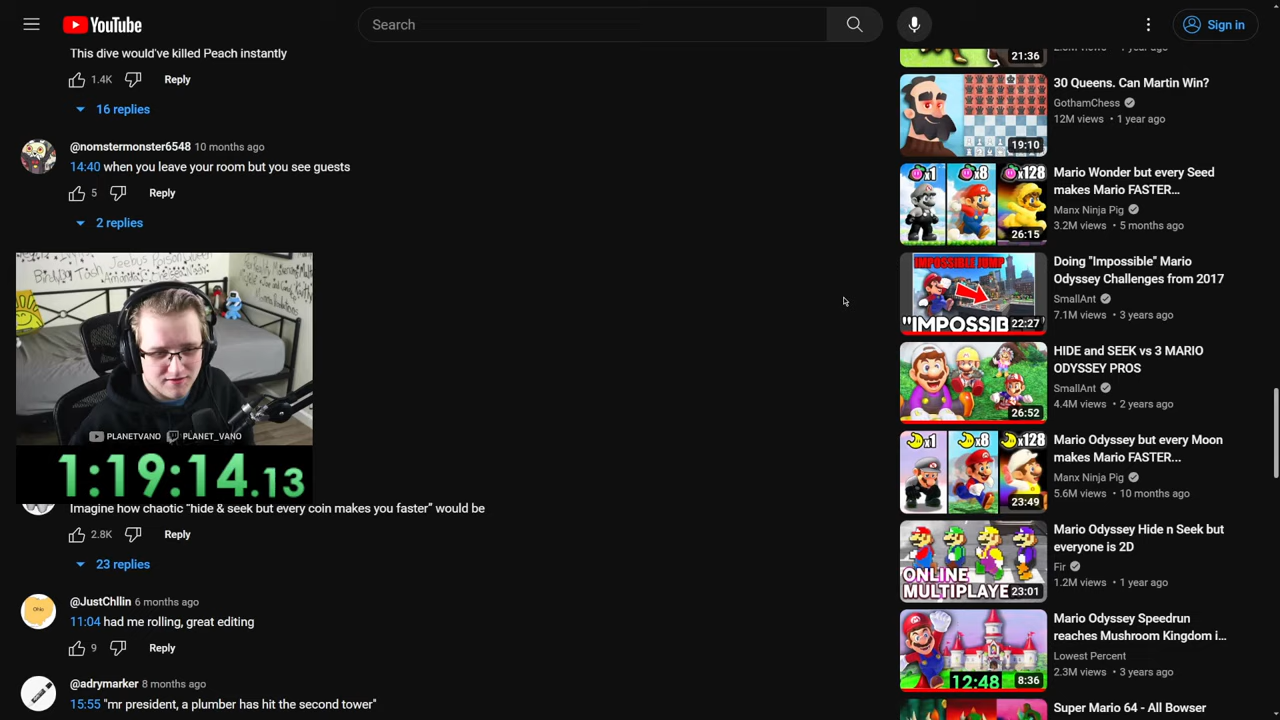 YouTube
Search
Sign in
This dive would've killed Peach instantly
1.4K
Reply
16 replies
@nomstermonster6548 10 months ago
14:40 when you leave your room but you see guests
5
Reply
2 replies
PLANETVANO PLANET_VANO
1:19:14.13
Imagine how chaotic "hide & seek but every coin makes you faster" would be
2.8K
Reply
23 replies
@JustChllin 6 months ago
11:04 had me rolling, great editing
9
Reply
@adrymarker 8 months ago
15:55 "mr president, a plumber has hit the second tower"
21:36
30 Queens. Can Martin Win?
GothamChess
12M views • 1 year ago
19:10
x1 x8 x128
26:15
Mario Wonder but every Seed
makes Mario FASTER...
Manx Ninja Pig
3.2M views • 5 months ago
IMPOSSIBLE JUMP
"IMPOSSIB
22:27
Doing "Impossible" Mario
Odyssey Challenges from 2017
SmallAnt
7.1M views • 3 years ago
26:52
HIDE and SEEK vs 3 MARIO
ODYSSEY PROS
SmallAnt
4.4M views • 2 years ago
x1 x8 x128
23:49
Mario Odyssey but every Moon
makes Mario FASTER...
Manx Ninja Pig
5.6M views • 10 months ago
ONLINE
MULTIPLAYE
23:01
Mario Odyssey Hide n Seek but
everyone is 2D
Fir
1.2M views • 1 year ago
12:48
8:36
Mario Odyssey Speedrun
reaches Mushroom Kingdom i...
Lowest Percent
2.3M views • 3 years ago
Super Mario 64 - All Bowser